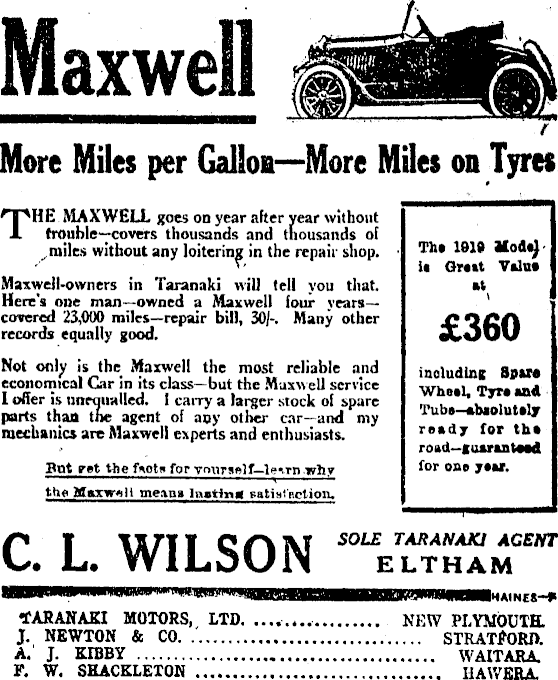 Maxwell
More Miles per Gallon—More Miles on Tyres
THE MAXWELL goes on year after year without
trouble—covers thousands and thousands of
miles without any loitering in the repair shop.
Maxwell-owners in Taranaki will tell you that.
Here's one man—owned a Maxwell four years—
covered 23,000 miles—repair bill, 30/-. Many other
records equally good.
Not only is the Maxwell the most reliable and
economical Car in its class—but the Maxwell service
I offer is unequalled. I carry a larger stock of spare
parts than the agent of any other car—and my
mechanics are Maxwell experts and enthusiasts.
But get the facts for yourself—learn why
the Maxwell means lasting satisfaction.
The 1919 Model
is Great Value
at
£360
including Spare
Wheel, Tyre and
Tube—absolutely
ready for the
road—guaranteed
for one year.
C. L. WILSON
SOLE TARANAKI AGENT
ELTHAM
HAINES
TARANAKI MOTORS, LTD. ............... NEW PLYMOUTH.
J. NEWTON & CO. ............................ STRATFORD.
A. J. KIBBY .................................... WAITARA.
F. W. SHACKLETON ............................ HAWERA.